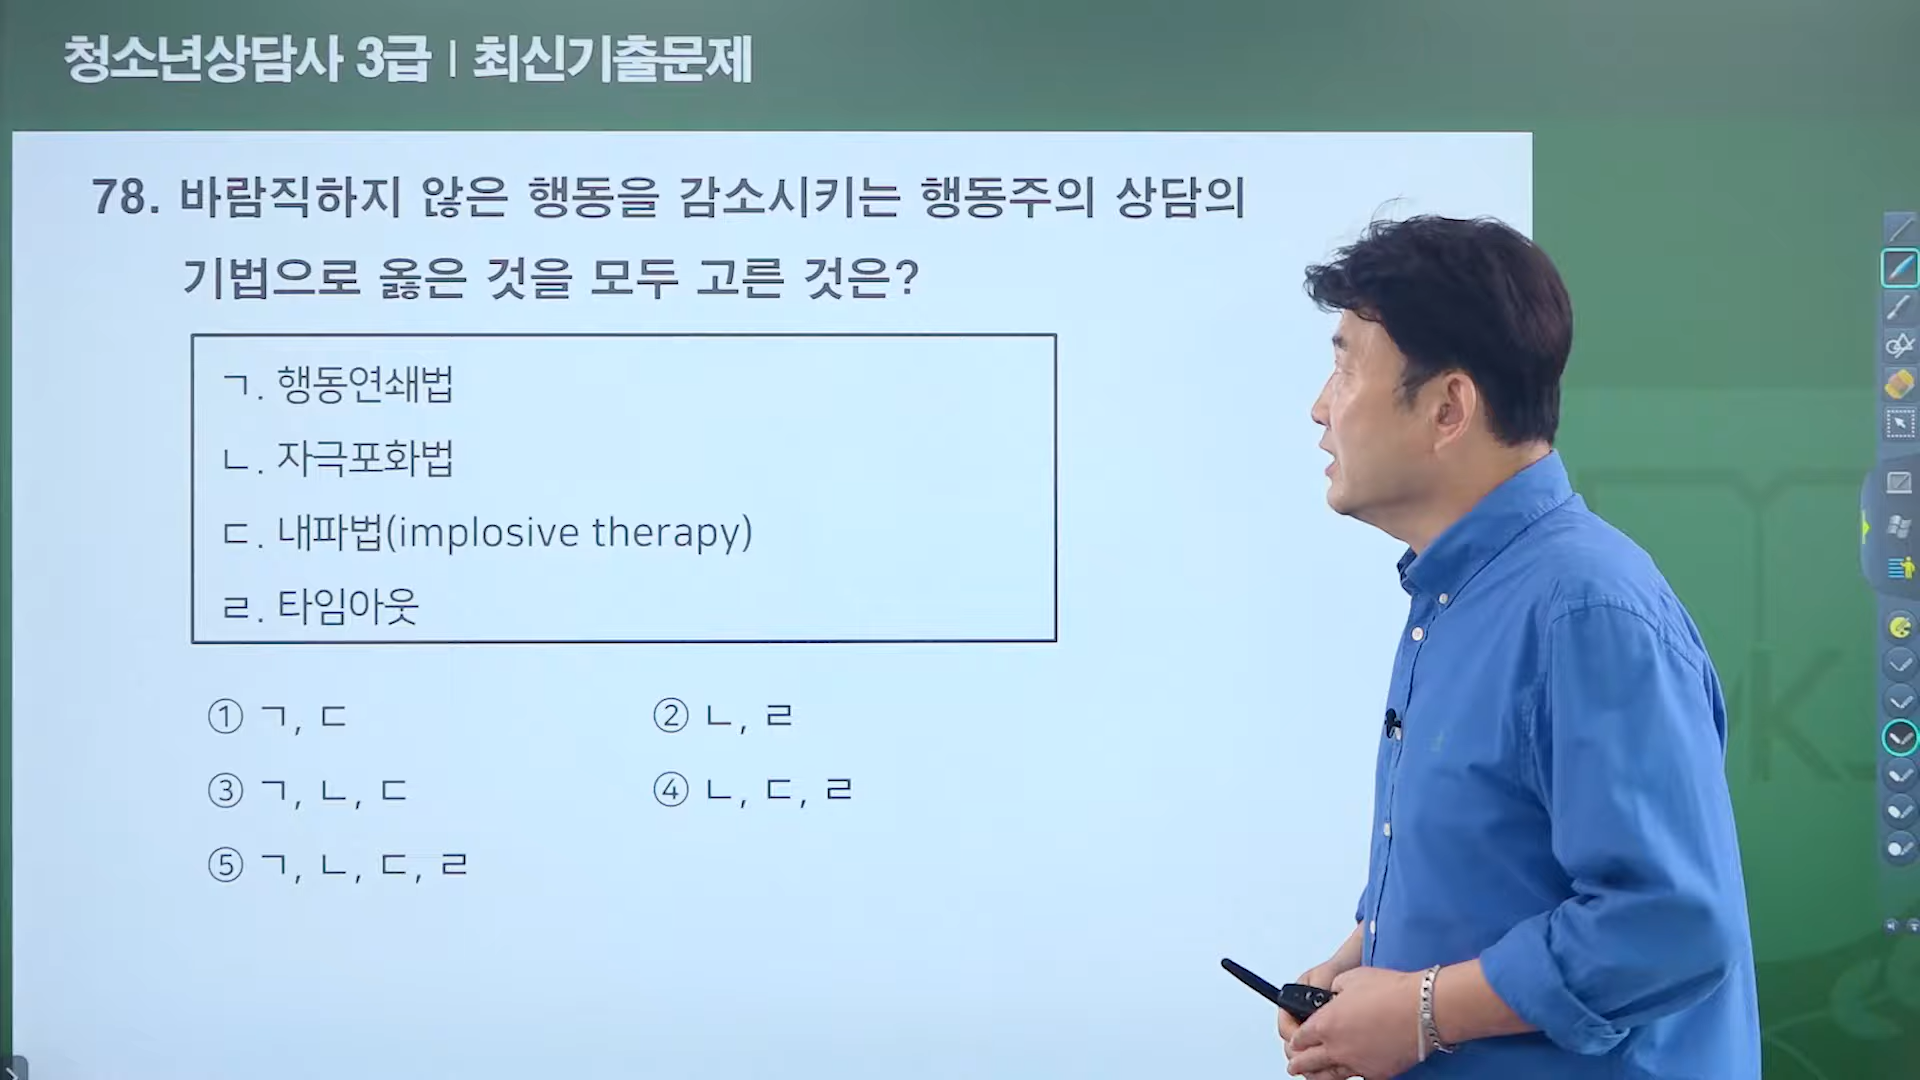 청소년상담사 3급 | 최신기출문제
78. 바람직하지 않은 행동을 감소시키는 행동주의 상담의
기법으로 옳은 것을 모두 고른 것은?
ㄱ. 행동연쇄법
ㄴ. 자극포화법
ㄷ. 내파법(implosive therapy)
ㄹ. 타임아웃
① ㄱ, ㄷ
② ㄴ, ㄹ
③ ㄱ, ㄴ, ㄷ
④ ㄴ, ㄷ, ㄹ
⑤ ㄱ, ㄴ, ㄷ, ㄹ